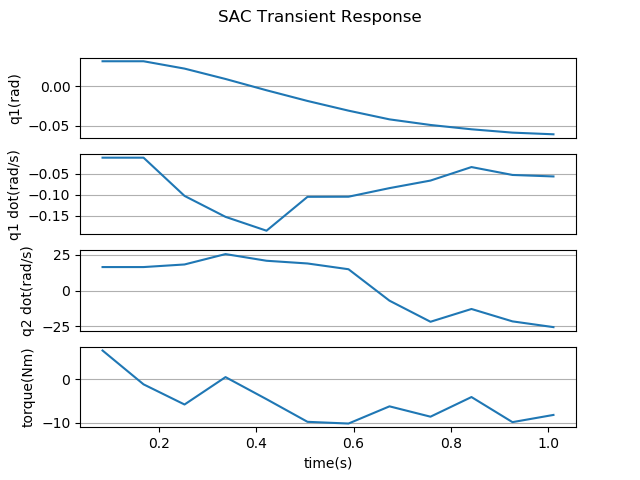 SAC Transient Response
q1(rad)
0.00
−0.05
q1 dot(rad/s)
−0.05
−0.10
−0.15
q2 dot(rad/s)
25
0
−25
torque(Nm)
0
−10
0.2 0.4 0.6 0.8 1.0
time(s)